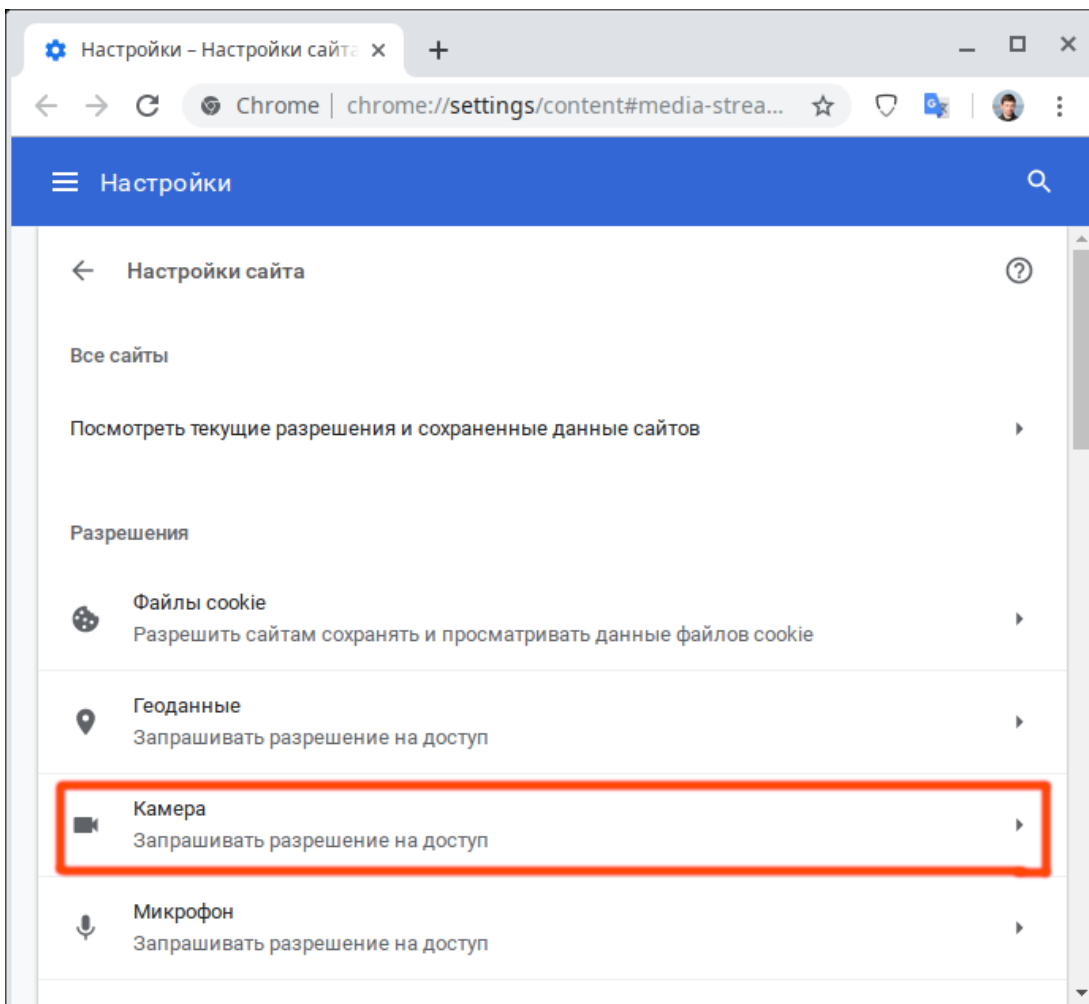 Настройки – Настройки сайта
Chrome | chrome://settings/content#media-strea...
Настройки
Настройки сайта
Все сайты
Посмотреть текущие разрешения и сохраненные данные сайтов
Разрешения
Файлы cookie
Разрешить сайтам сохранять и просматривать данные файлов cookie
Геоданные
Запрашивать разрешение на доступ
Камера
Запрашивать разрешение на доступ
Микрофон
Запрашивать разрешение на доступ